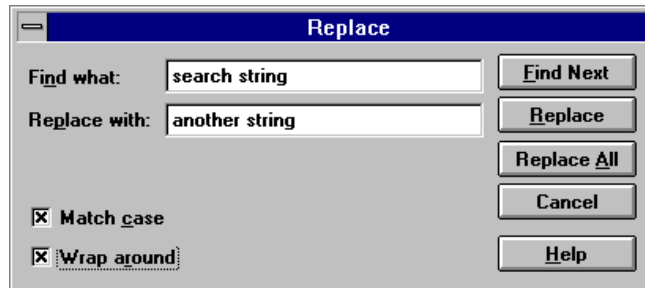 Replace
Find what: search string Find Next
Replace with: another string Replace
Replace All
Cancel
Match case
Wrap around Help